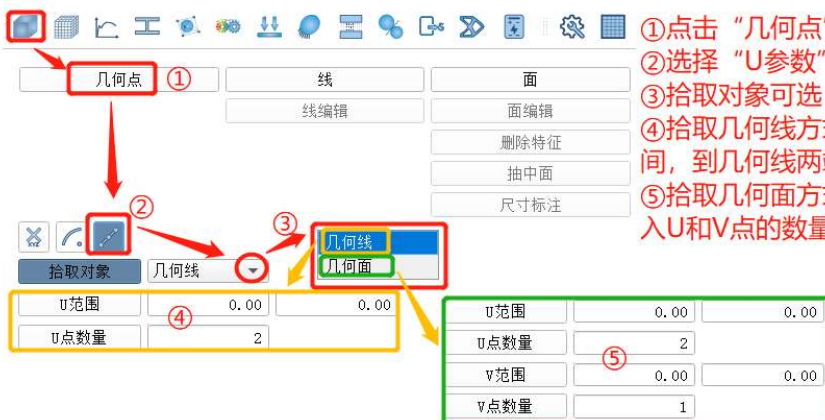 ①点击“几何点”
②选择“U参数”
③拾取对象可选
④拾取几何线方
间，到几何线两
⑤拾取几何面方
入U和V点的数量
几何点 ① 线 面
线编辑 面编辑
删除特征
抽中面
尺寸标注
②
③
XYZ
拾取对象 几何线
几何线
几何面
U范围 0.00 0.00
④
U点数量 2
U范围 0.00 0.00
U点数量 2
⑤
V范围 0.00 0.00
V点数量 1